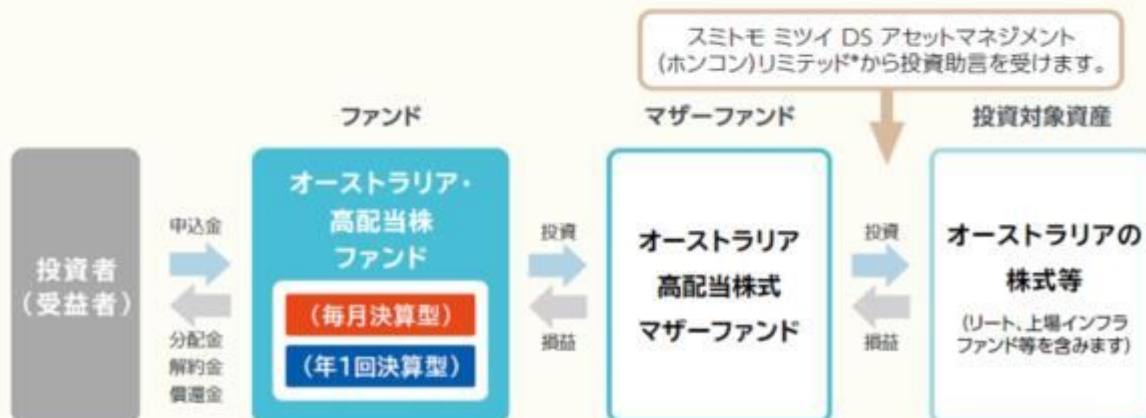 スミトモ ミツイ DS アセットマネジメント
(ホンコン)リミテッド*から投資助言を受けます。
ファンド
マザーファンド
投資対象資産
投資者
(受益者)
申込金
分配金
解約金
償還金
オーストラリア・
高配当株
ファンド
(毎月決算型)
(年1回決算型)
投資
損益
オーストラリア
高配当株式
マザーファンド
投資
損益
オーストラリアの
株式等
(リート、上場インフラ
ファンド等を含みます)